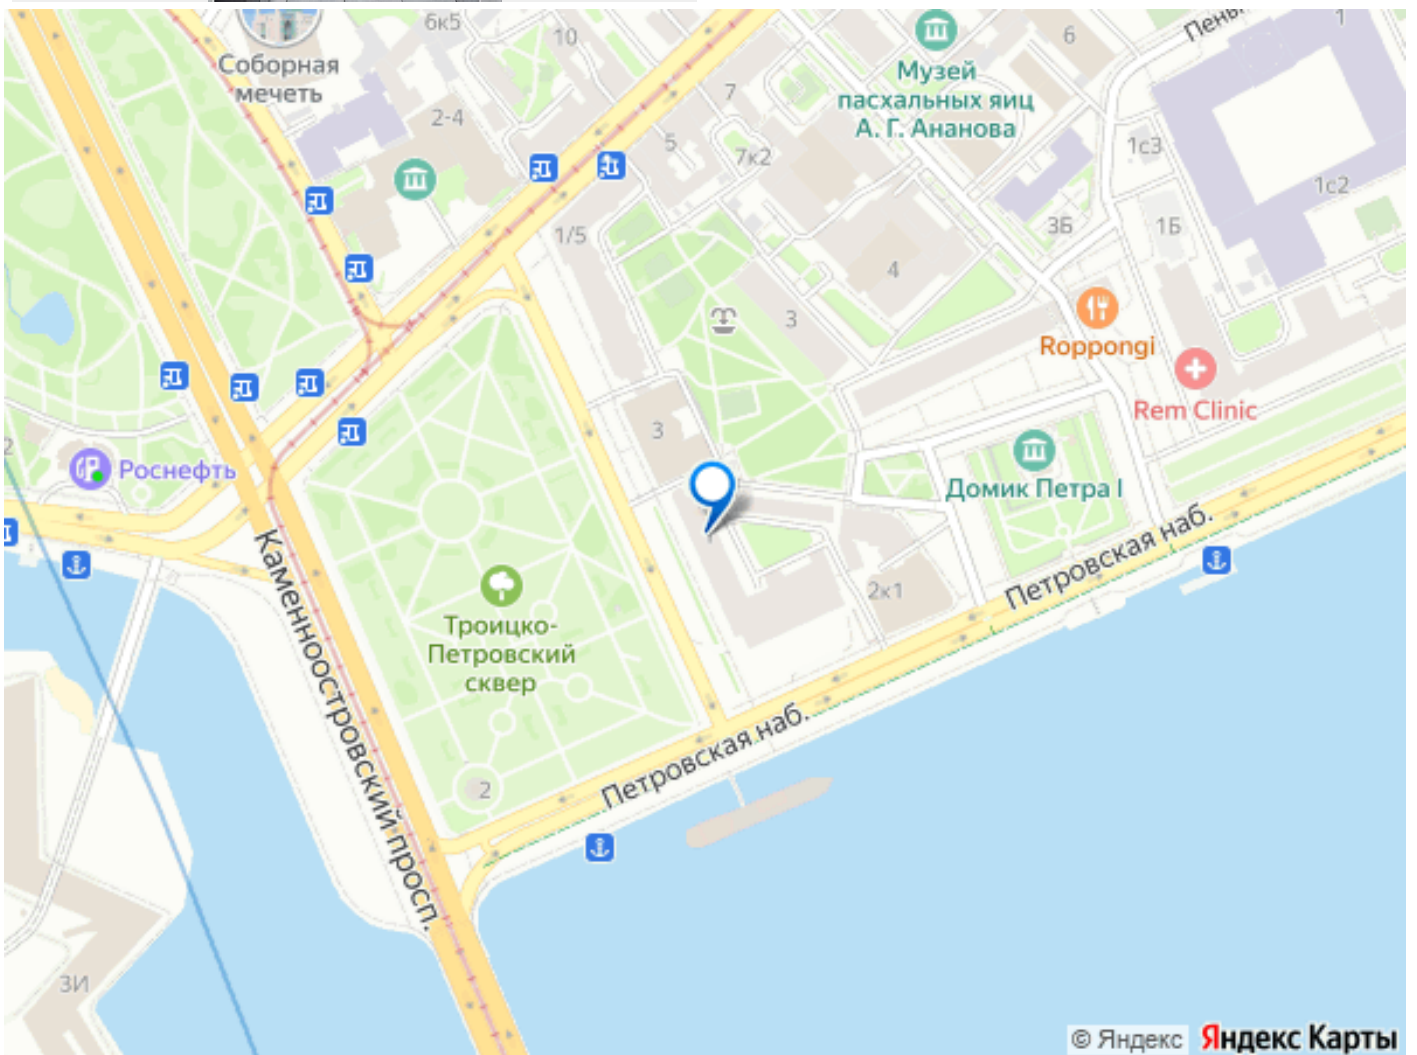 6к5
10
6
1
Пеньк
Соборная
мечеть
Музей
пасхальных яиц
А. Г. Ананова
2-4
7
5
7к2
1с3
1с2
1/5
3Б
1Б
4
3
Roppongi
Rem Clinic
3
2
Роснефть
Домик Петра I
Каменноостровский просп.
Троицко-
Петровский
сквер
2к1
Петровская наб.
Петровская наб.
2
3И
© Яндекс
Яндекс Карты